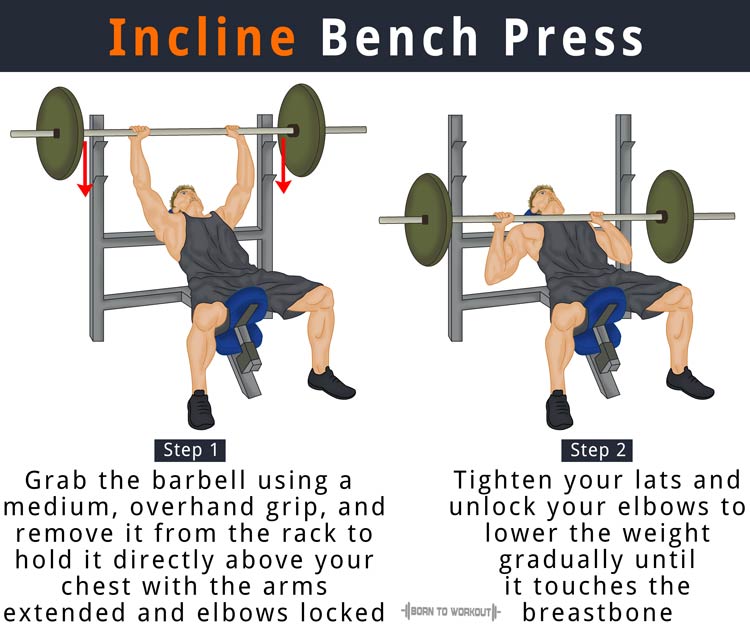 Incline Bench Press
Step 1
Grab the barbell using a
medium, overhand grip, and
remove it from the rack to
hold it directly above your
chest with the arms
extended and elbows locked
Step 2
Tighten your lats and
unlock your elbows to
lower the weight
gradually until
it touches the
breastbone
BORN TO WORKOUT